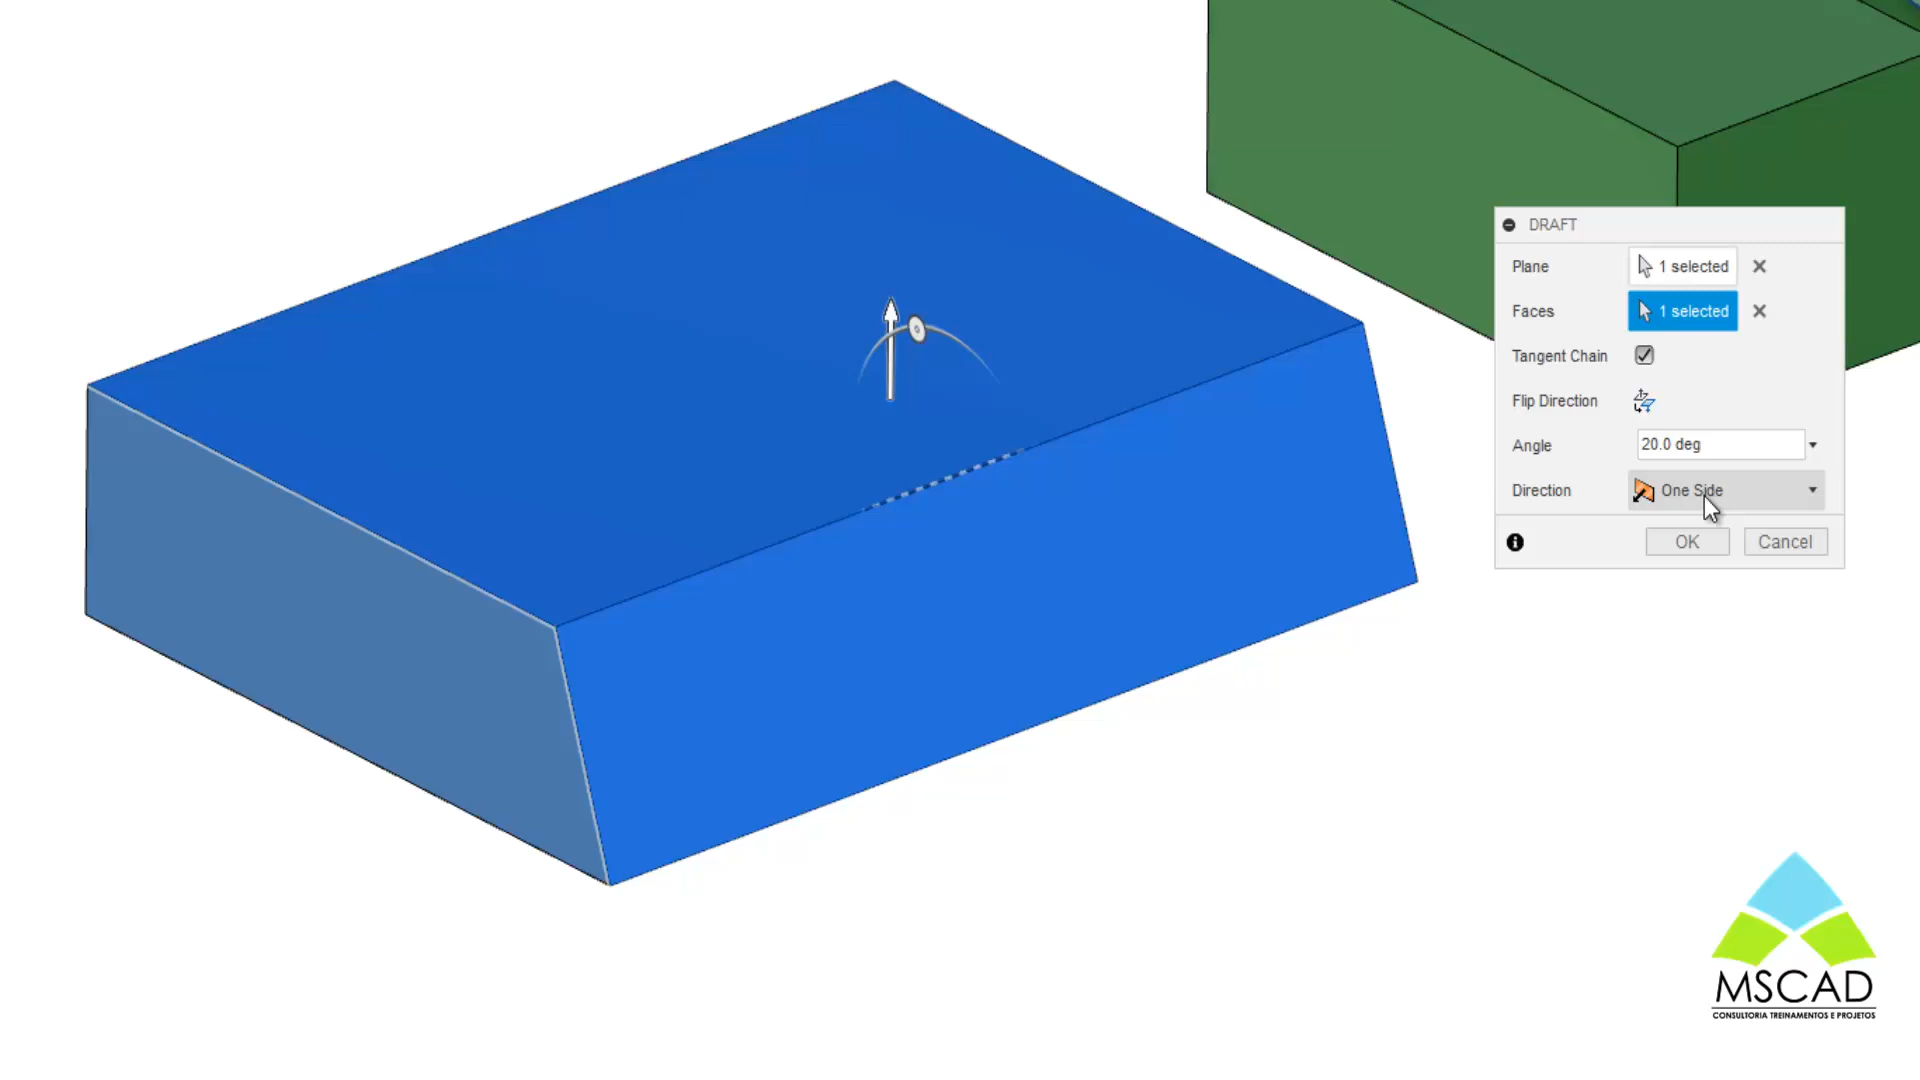 DRAFT
Plane 1 selected
Faces 1 selected
Tangent Chain
Flip Direction
Angle 20.0 deg
Direction One Side
OK Cancel
MSCAD
CONSULTORIA TREINAMENTOS E PROJETOS